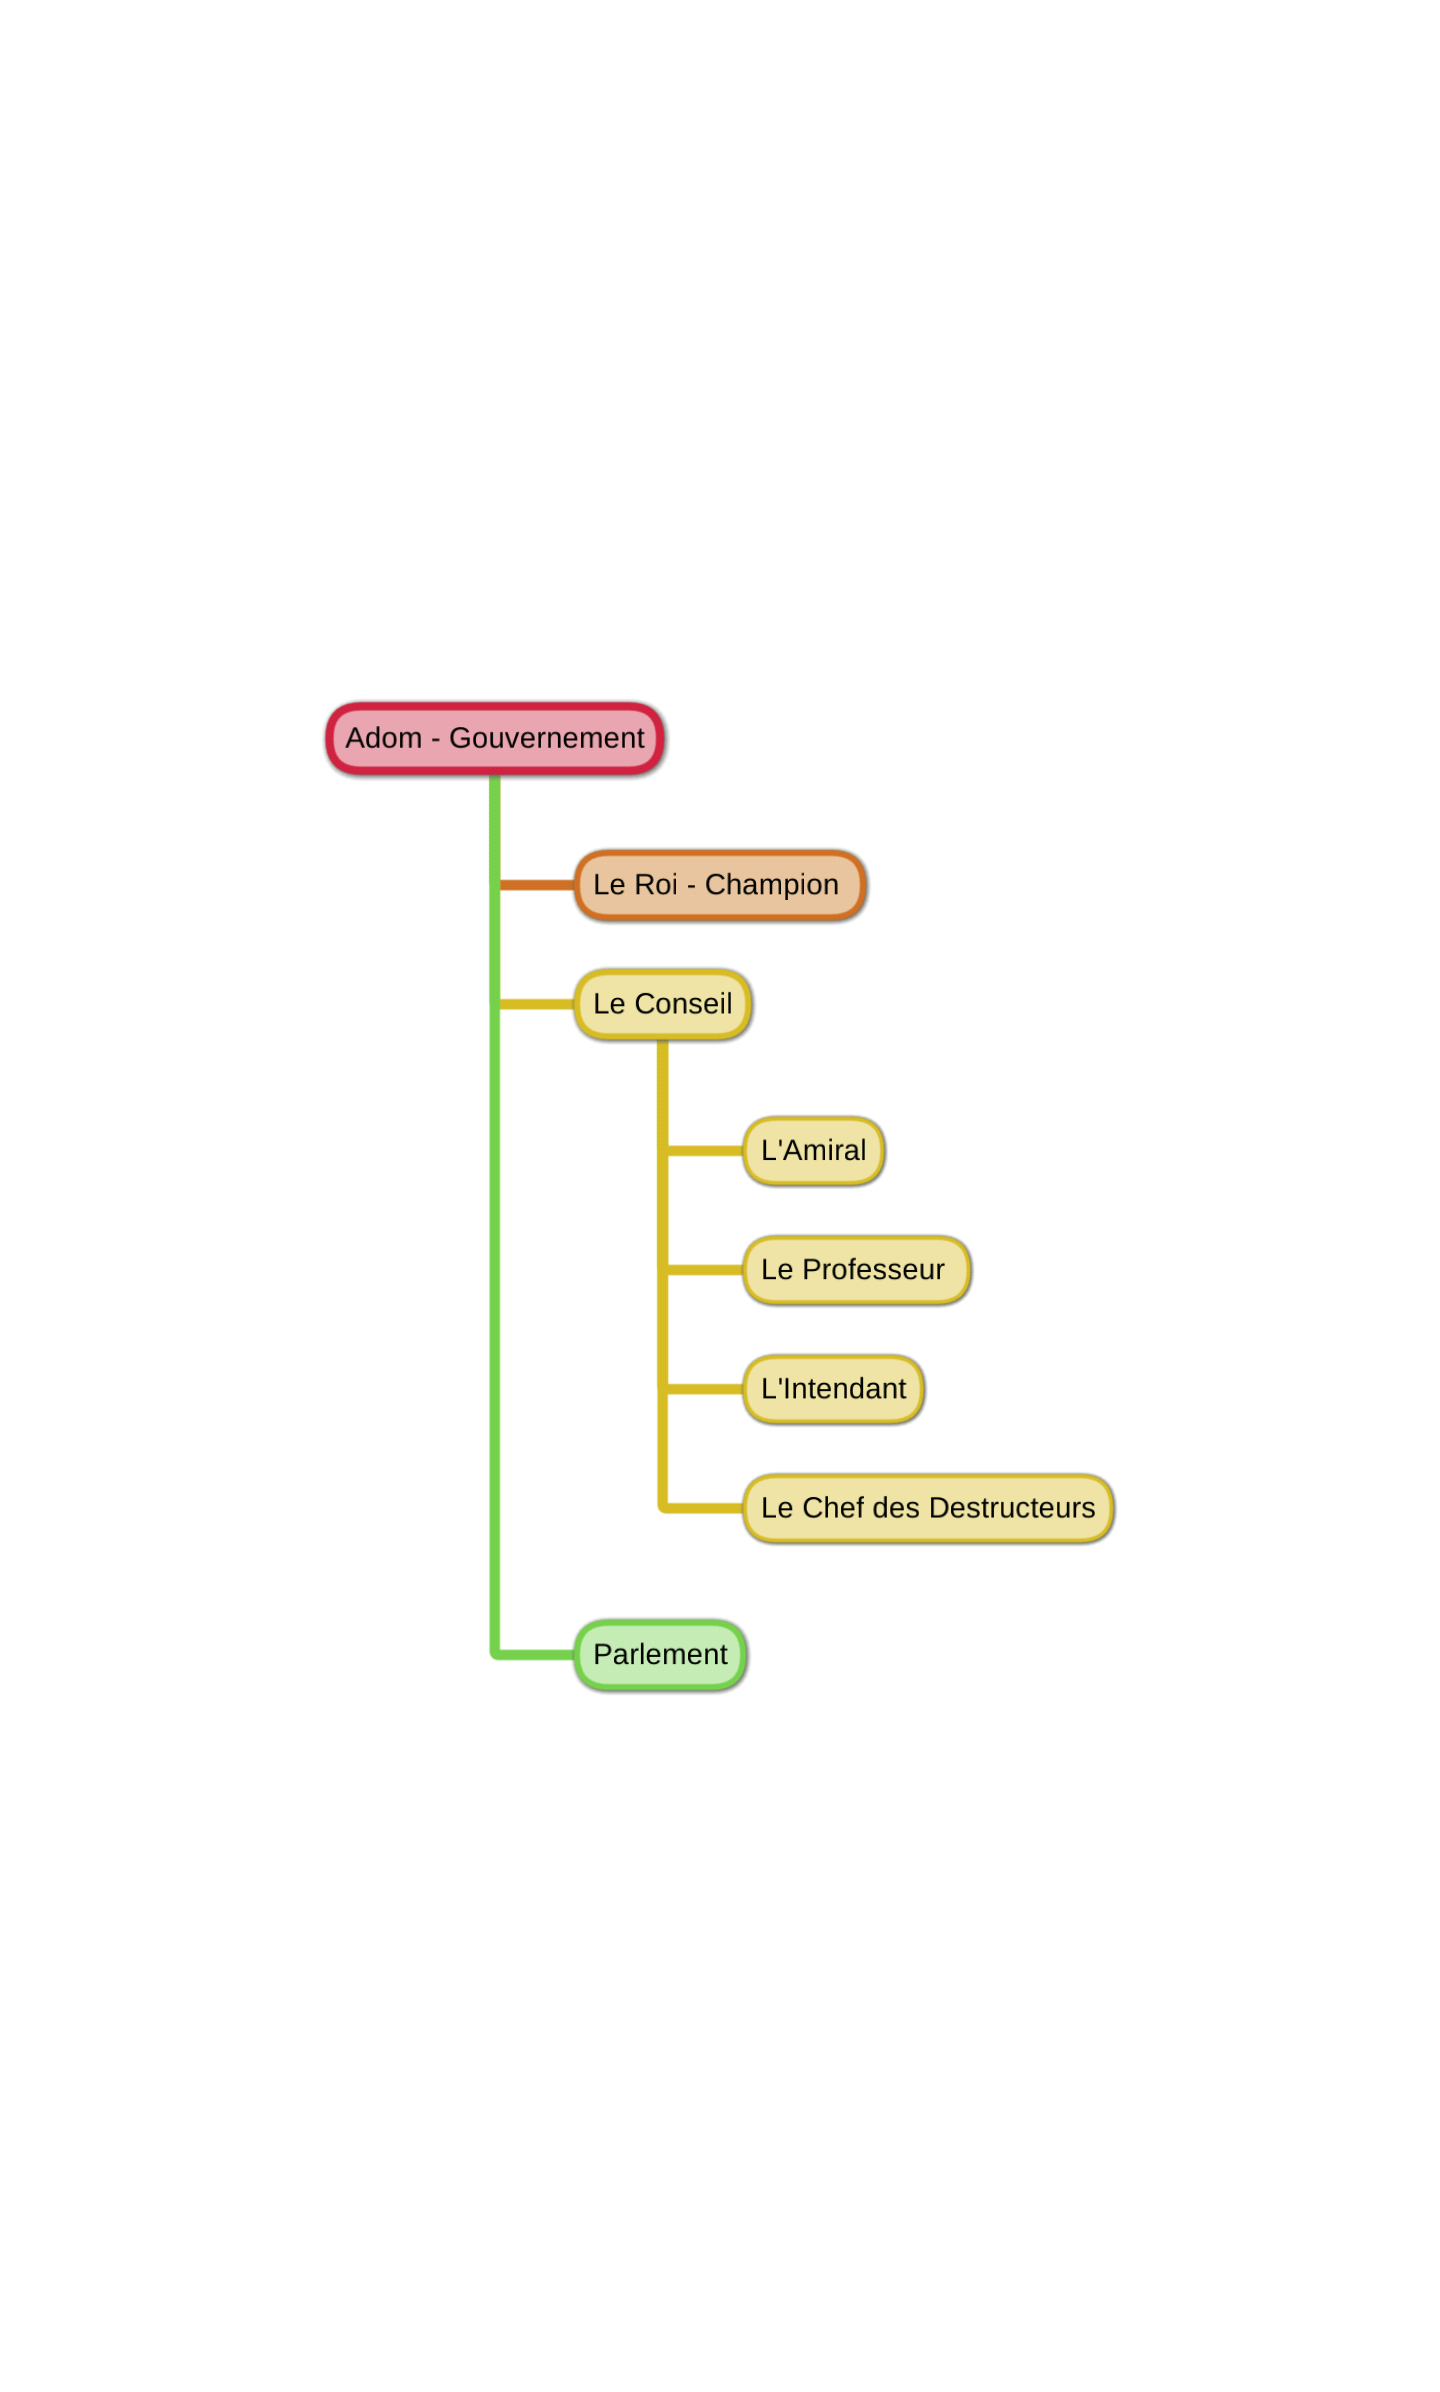 Adom - Gouvernement
Le Roi - Champion
Le Conseil
L'Amiral
Le Professeur
L'Intendant
Le Chef des Destructeurs
Parlement